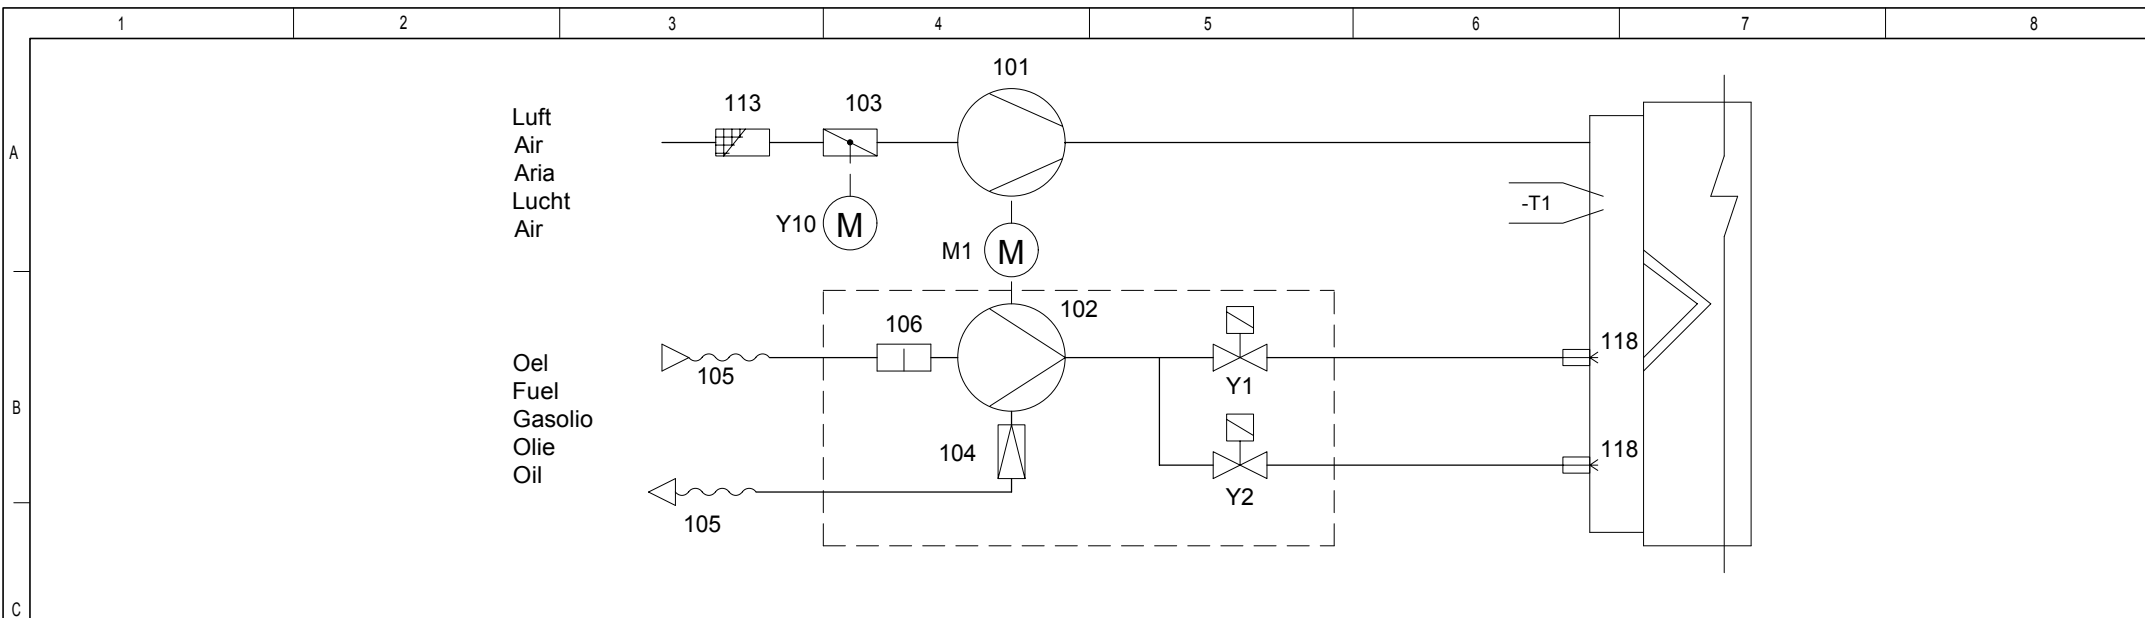 1 2 3 4 5 6 7 8
A
B
C
101
113 103
Luft
Air
Aria
Lucht
Air
Y10 M
M1 M
-T1
102
106
105
Oel
Fuel
Gasolio
Olie
Oil
Y1
118
104
105
Y2
118